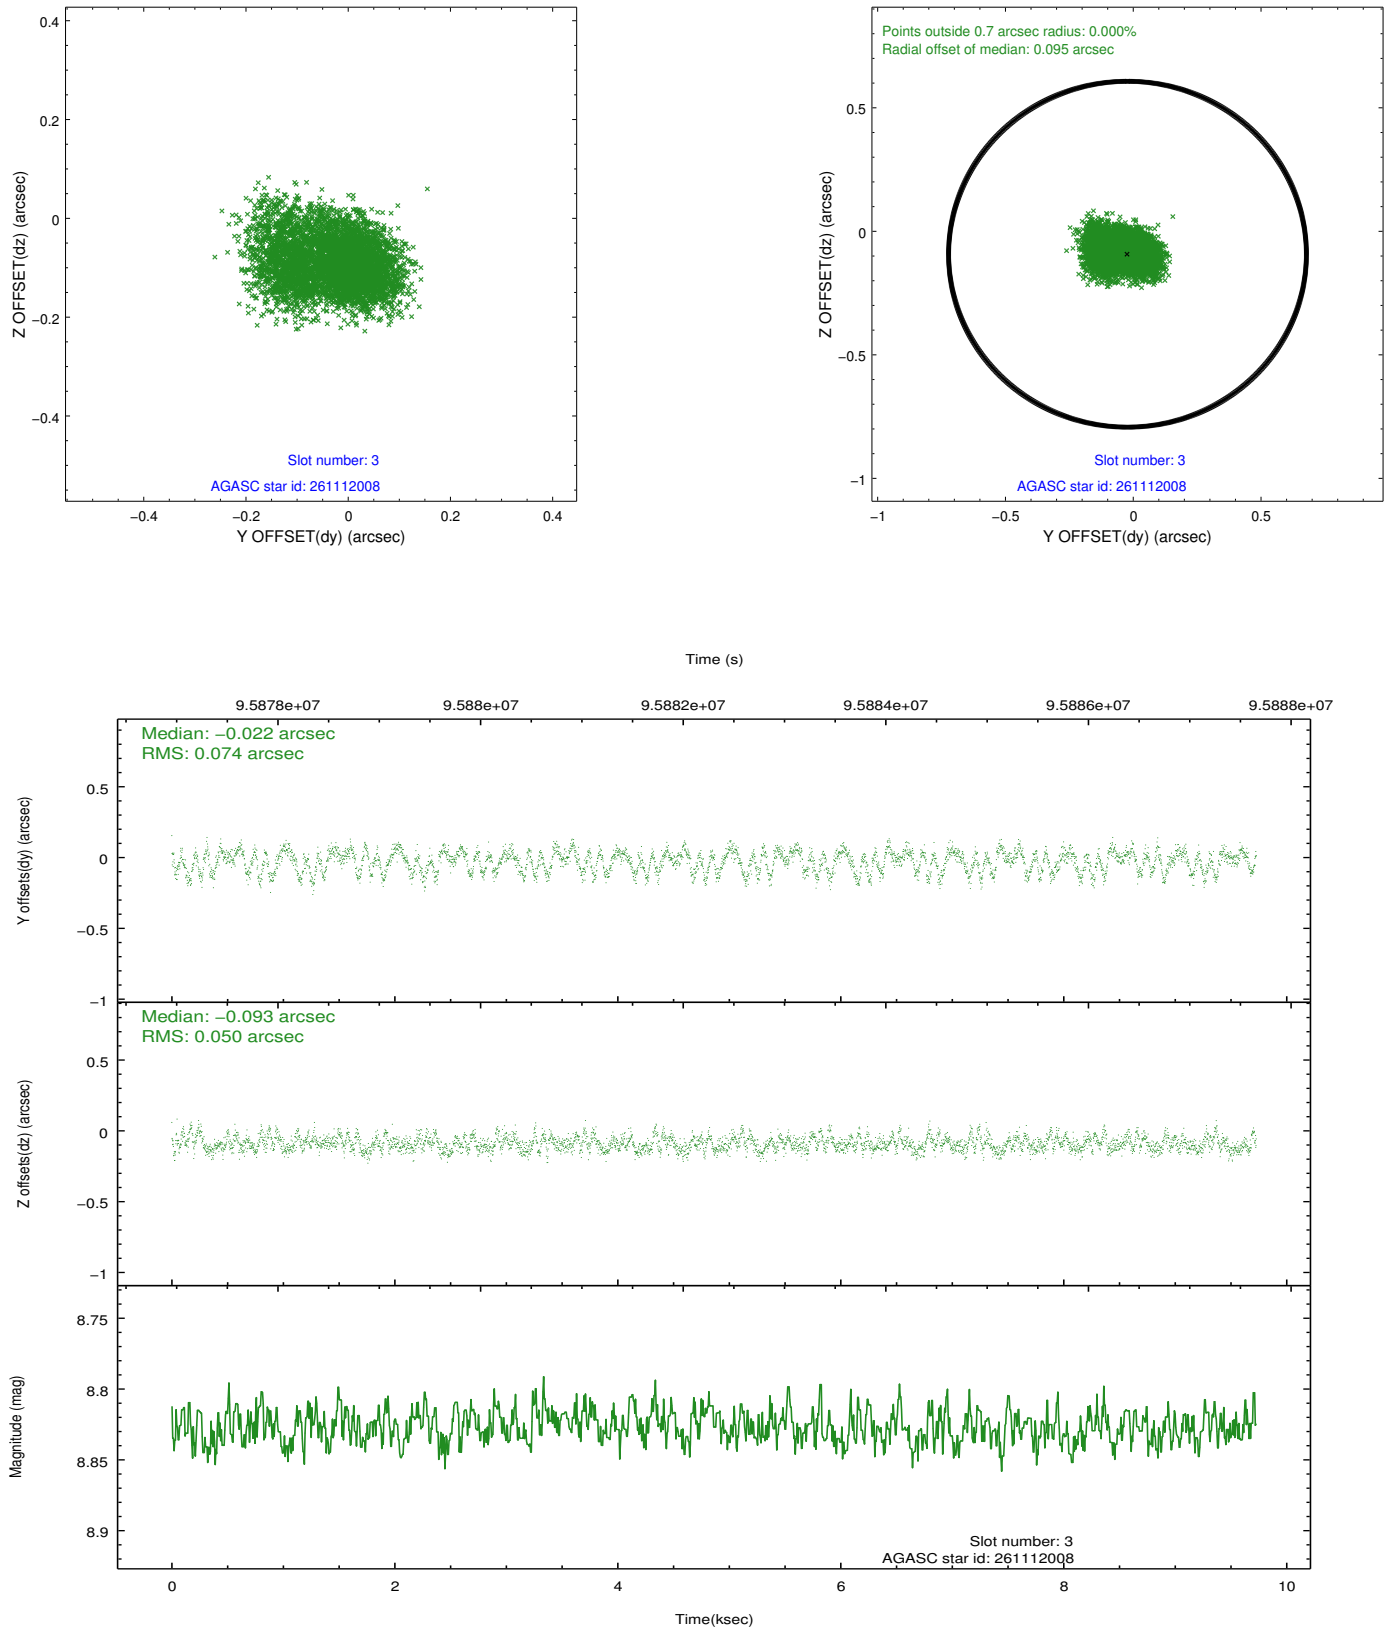 0.4
0.2
0
−0.2
−0.4
Z OFFSET(dz) (arcsec)
Slot number: 3
AGASC star id: 261112008
−0.4
−0.2
0
0.2
0.4
Y OFFSET(dy) (arcsec)
Points outside 0.7 arcsec radius: 0.000%
Radial offset of median: 0.095 arcsec
0.5
0
−0.5
−1
Z OFFSET(dz) (arcsec)
Slot number: 3
AGASC star id: 261112008
−1
−0.5
0
0.5
Y OFFSET(dy) (arcsec)
Time (s)
9.5878e+07
9.588e+07
9.5882e+07
9.5884e+07
9.5886e+07
9.5888e+07
Median: −0.022 arcsec
RMS: 0.074 arcsec
0.5
0
−0.5
−1
Y offsets(dy) (arcsec)
Median: −0.093 arcsec
RMS: 0.050 arcsec
0.5
0
−0.5
−1
Z offsets(dz) (arcsec)
8.75
8.8
8.85
8.9
Magnitude (mag)
Slot number: 3
AGASC star id: 261112008
0
2
4
6
8
10
Time(ksec)